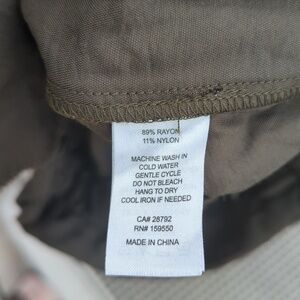 89% RAYON
11% NYLON
MACHINE WASH IN
COLD WATER
GENTLE CYCLE
DO NOT BLEACH
HANG TO DRY
COOL IRON IF NEEDED
CA# 28792
RN# 159550
MADE IN CHINA